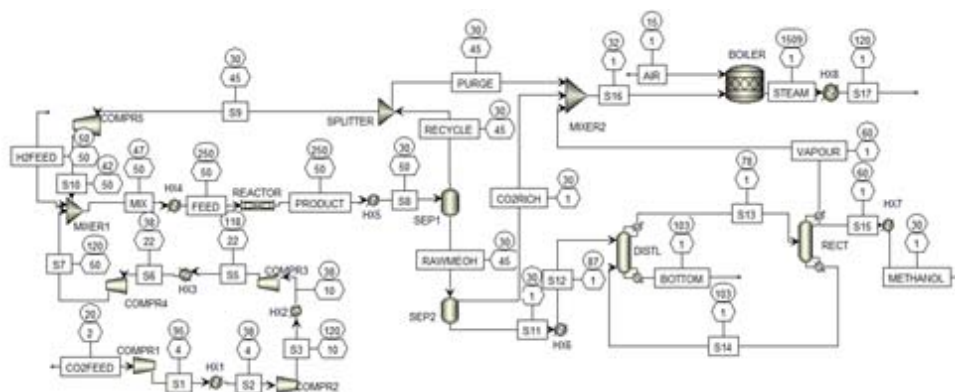 30
45
S9
COMPR5
H2FEED
50
50
S10
62
50
MIXER1
47
50
MIX
HX4
250
50
FEED
REACTOR
250
50
PRODUCT
HX5
30
50
S8
SEP1
SPLITTER
30
45
PURGE
RECYCLE
30
45
S7
120
50
COMPR4
38
22
S6
HX3
110
22
S5
COMPR3
38
10
HX2
120
10
S3
COMPR2
20
2
CO2FEED
COMPR1
95
4
S1
HX1
38
4
S2
RAWMEOH
30
45
SEP2
CO2RICH
30
1
S11
1
HX6
S12
87
1
DISTL
103
1
BOTTOM
78
1
S13
103
1
S14
RECT
VAPOUR
60
1
60
1
S15
HX7
30
1
METHANOL
MIXER2
32
1
S16
15
1
AIR
BOILER
1509
1
STEAM
HX8
120
1
S17